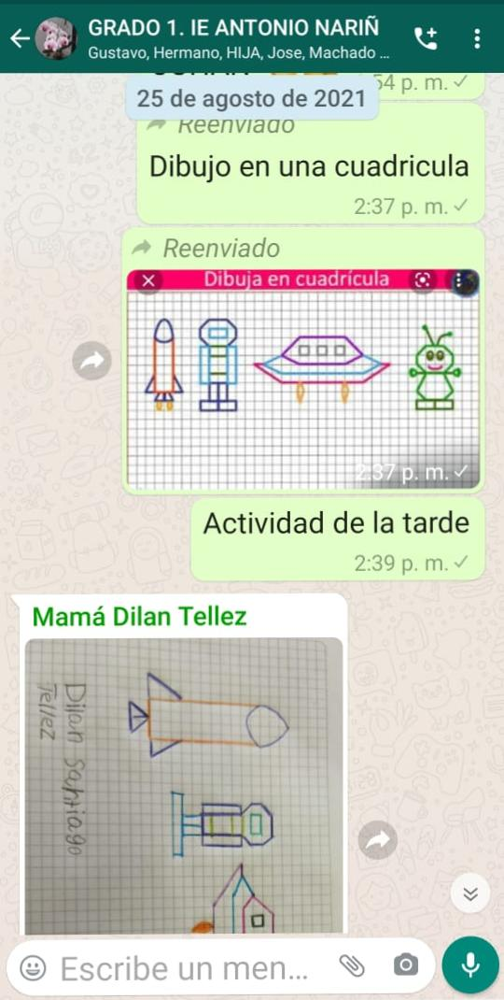 GRADO 1. IE ANTONIO NARIÑ
Gustavo, Hermano, HIJA, Jose, Machado ...
54 p. m.
25 de agosto de 2021
Reenviado
Dibujo en una cuadricula
2:37 p. m.
Reenviado
Dibuja en cuadrícula
2:37 p. m.
Actividad de la tarde
2:39 p. m.
Mamá Dilan Tellez
Dilan Santiago
Tellez
Escribe un men...